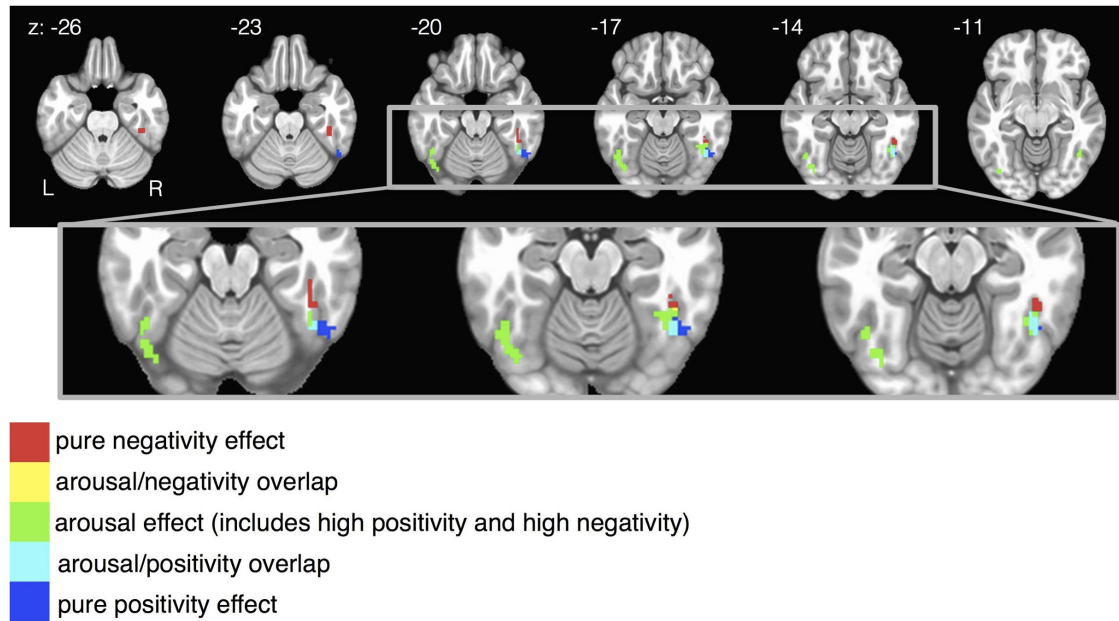 z: -26 -23 -20 -17 -14 -11
L R
pure negativity effect
arousal/negativity overlap
arousal effect (includes high positivity and high negativity)
arousal/positivity overlap
pure positivity effect